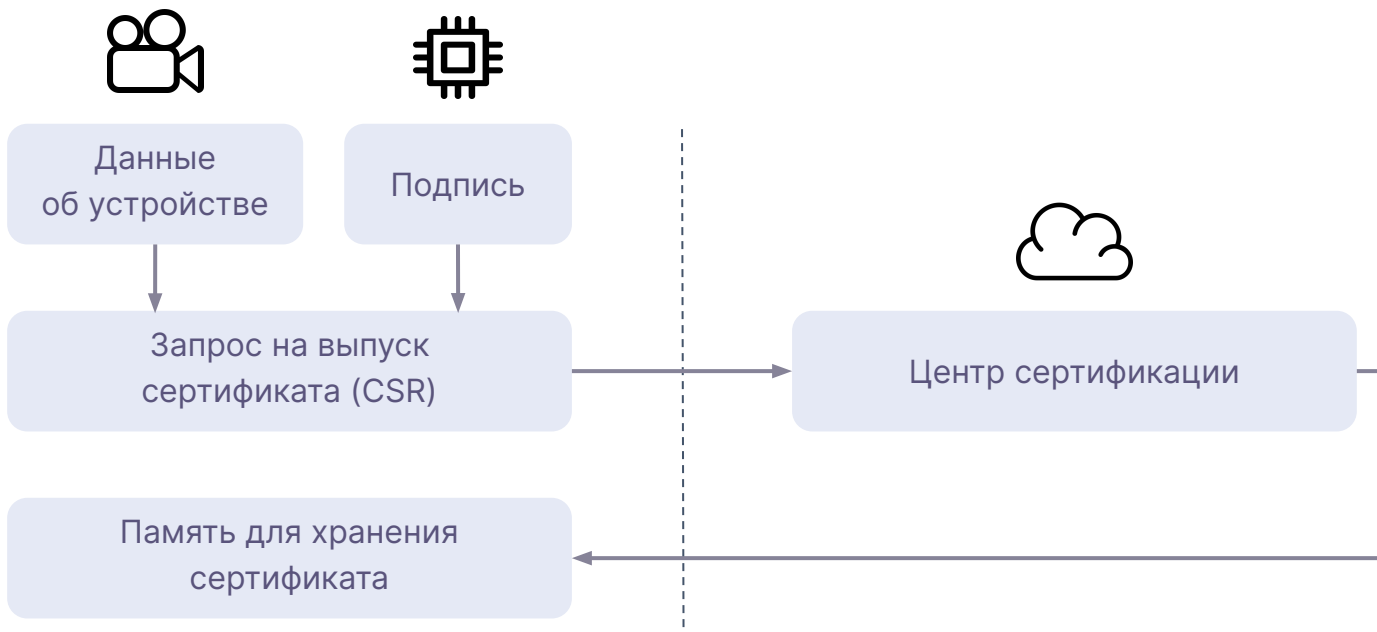 Данные
об устройстве
Подпись
Запрос на выпуск
сертификата (CSR)
Центр сертификации
Память для хранения
сертификата